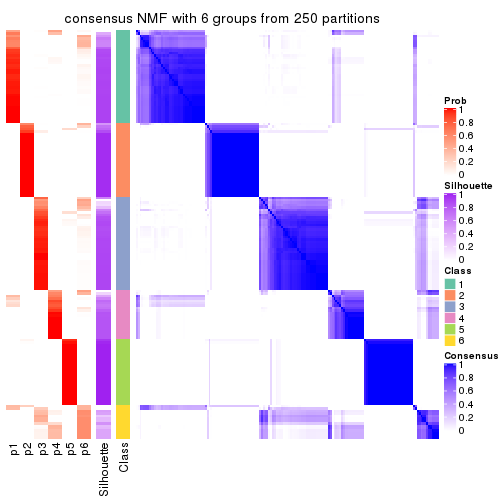 consensus NMF with 6 groups from 250 partitions
Prob
1
0.8
0.6
0.4
0.2
0
Silhouette
1
0.8
0.6
0.4
0.2
0
Class
1
2
3
4
5
6
Consensus
1
0.8
0.6
0.4
0.2
0
p1
p2
p3
p4
p5
p6
Silhouette
Class